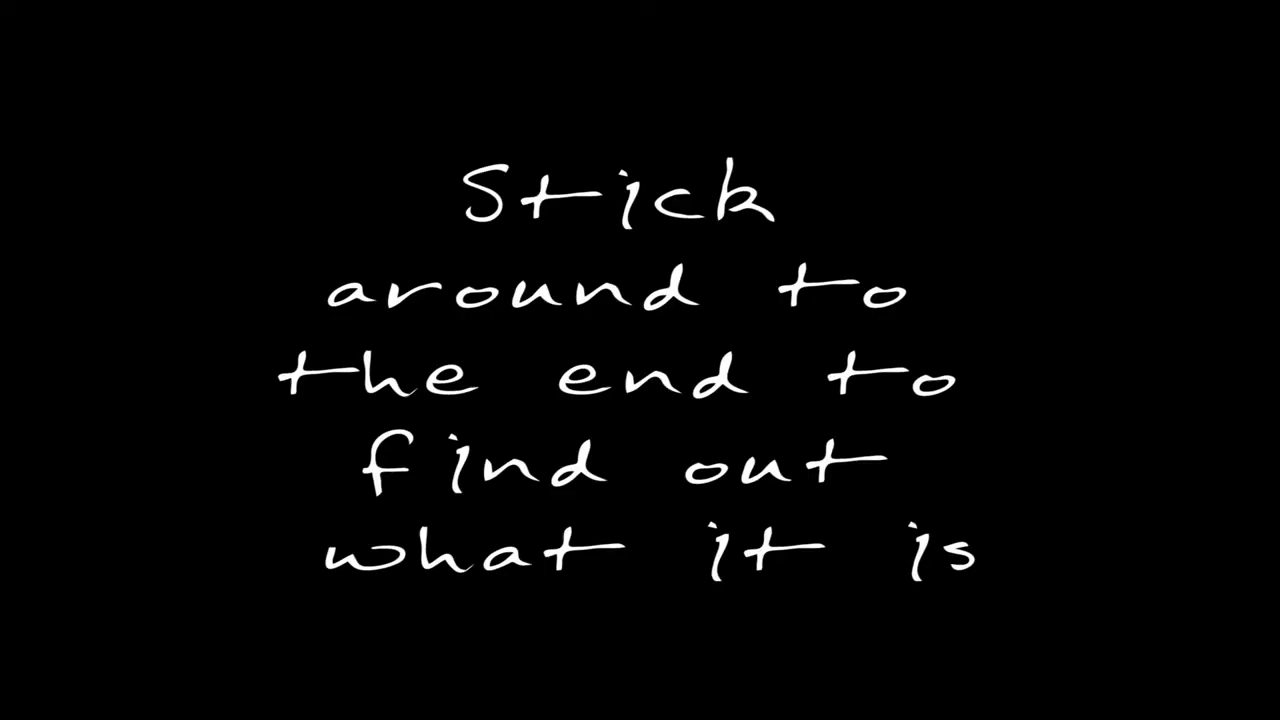 Stick
around to
the end to
find out
what it is